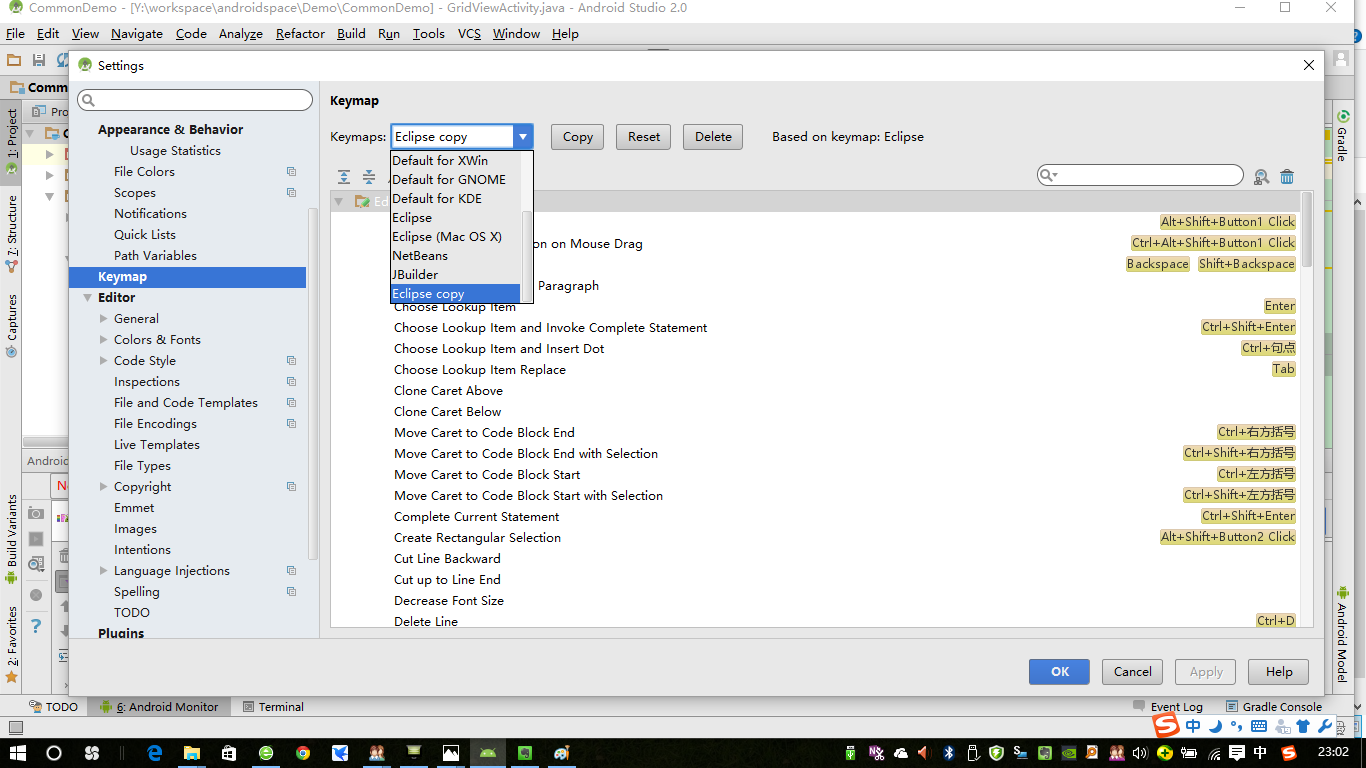 CommonDemo - [Y:\workspace\androidspace\Demo\CommonDemo] - GridViewActivity.java - Android Studio 2.0
File Edit View Navigate Code Analyze Refactor Build Run Tools VCS Window Help
Settings
Comm
Keymap
Appearance & Behavior
Usage Statistics
File Colors
Scopes
Notifications
Quick Lists
Path Variables
Keymap
Editor
General
Colors & Fonts
Code Style
Inspections
File and Code Templates
File Encodings
Live Templates
File Types
Copyright
Emmet
Images
Intentions
Language Injections
Spelling
TODO
Plugins
Keymaps: Eclipse copy Copy Reset Delete Based on keymap: Eclipse
Default for XWin
Default for GNOME
Default for KDE
Eclipse
Eclipse (Mac OS X)
NetBeans
JBuilder
Eclipse copy
Alt+Shift+Button1 Click
on on Mouse Drag Ctrl+Alt+Shift+Button1 Click
Backspace Shift+Backspace
Paragraph
Choose Lookup Item Enter
Choose Lookup Item and Invoke Complete Statement Ctrl+Shift+Enter
Choose Lookup Item and Insert Dot Ctrl+句点
Choose Lookup Item Replace Tab
Clone Caret Above
Clone Caret Below
Move Caret to Code Block End Ctrl+右方括号
Move Caret to Code Block End with Selection Ctrl+Shift+右方括号
Move Caret to Code Block Start Ctrl+左方括号
Move Caret to Code Block Start with Selection Ctrl+Shift+左方括号
Complete Current Statement Ctrl+Shift+Enter
Create Rectangular Selection Alt+Shift+Button2 Click
Cut Line Backward
Cut up to Line End
Decrease Font Size
Delete Line Ctrl+D
OK Cancel Apply Help
1: Project
7: Structure
Captures
Build Variants
2: Favorites
Pro
Android
Gradle
Android Model
TODO 6: Android Monitor Terminal Event Log Gradle Console
中
中 23:02